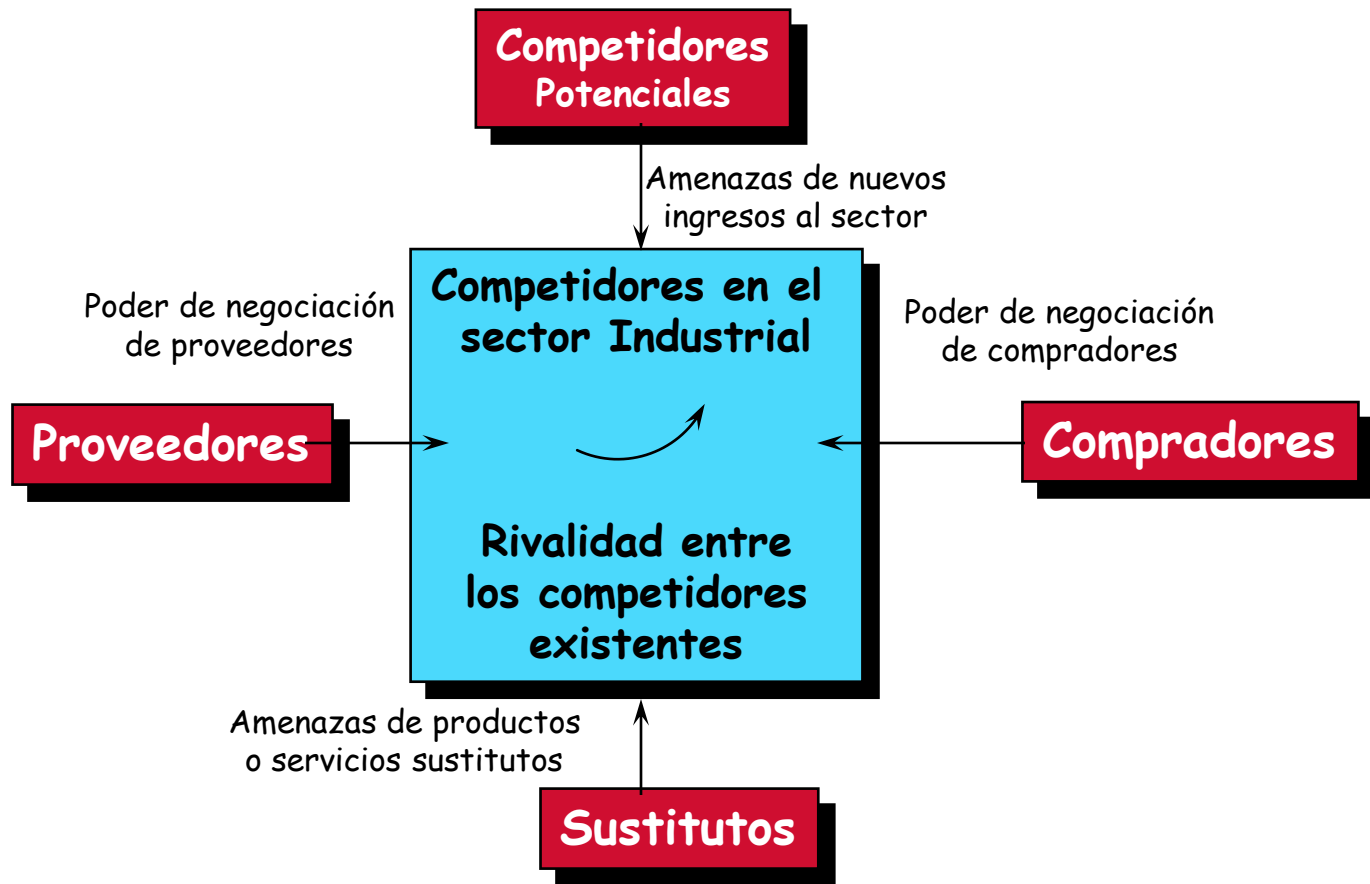 Competidores
Potenciales
Amenazas de nuevos
ingresos al sector
Competidores en el
sector Industrial
Poder de negociación
de proveedores
Poder de negociación
de compradores
Proveedores
Compradores
Rivalidad entre
los competidores
existentes
Amenazas de productos
o servicios sustitutos
Sustitutos